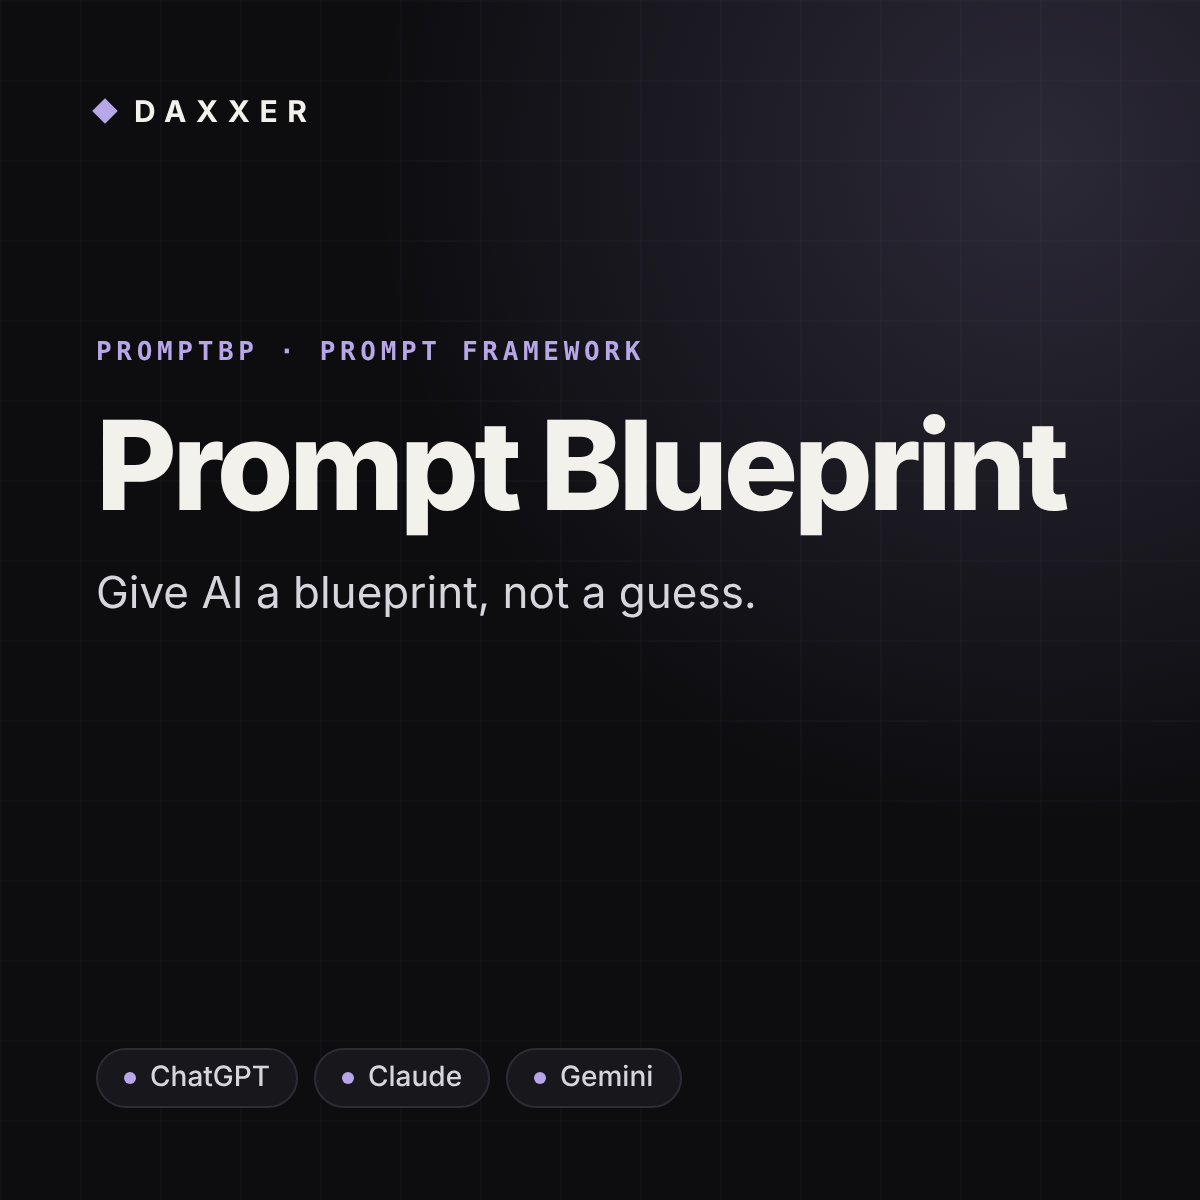 DAXXER
PROMPTBP · PROMPT FRAMEWORK
Prompt Blueprint
Give AI a blueprint, not a guess.
ChatGPT Claude Gemini